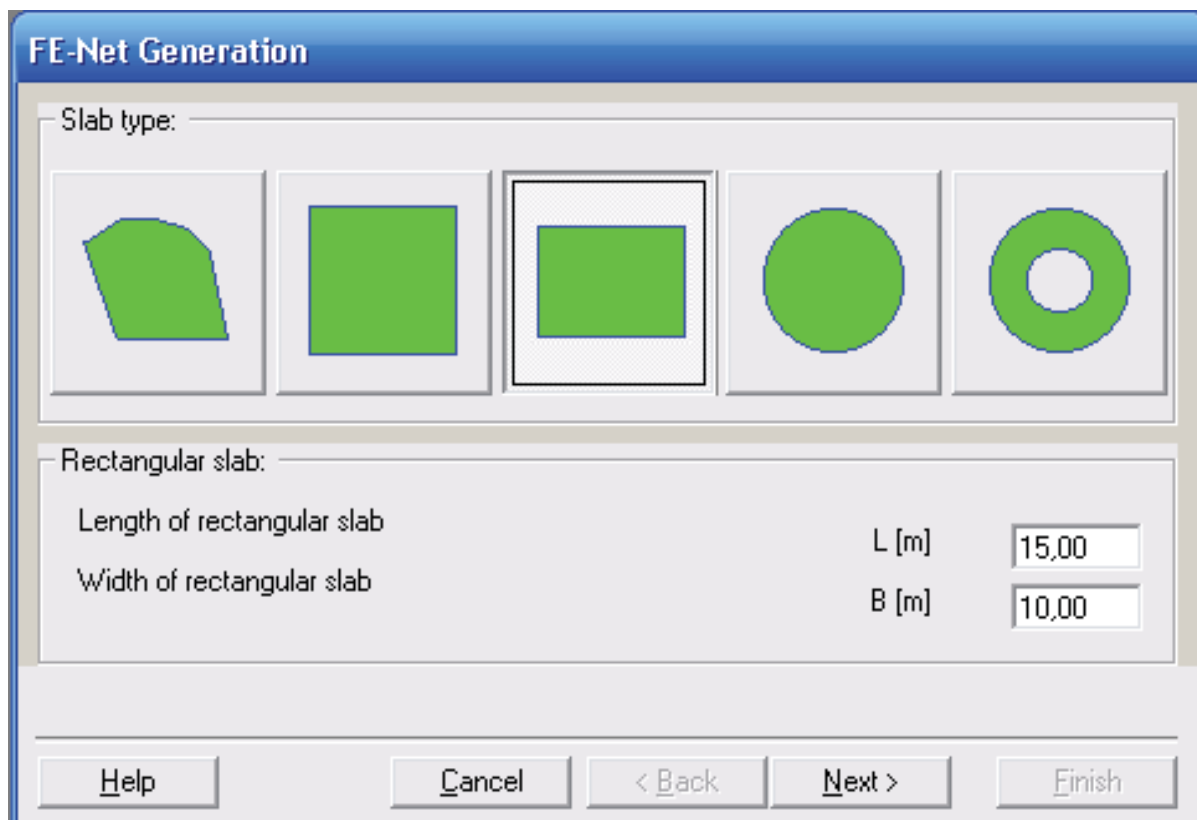 FE-Net Generation
Slab type:
Rectangular slab:
Length of rectangular slab
L [m]
15,00
Width of rectangular slab
B [m]
10,00
Help
Cancel
< Back
Next >
Finish